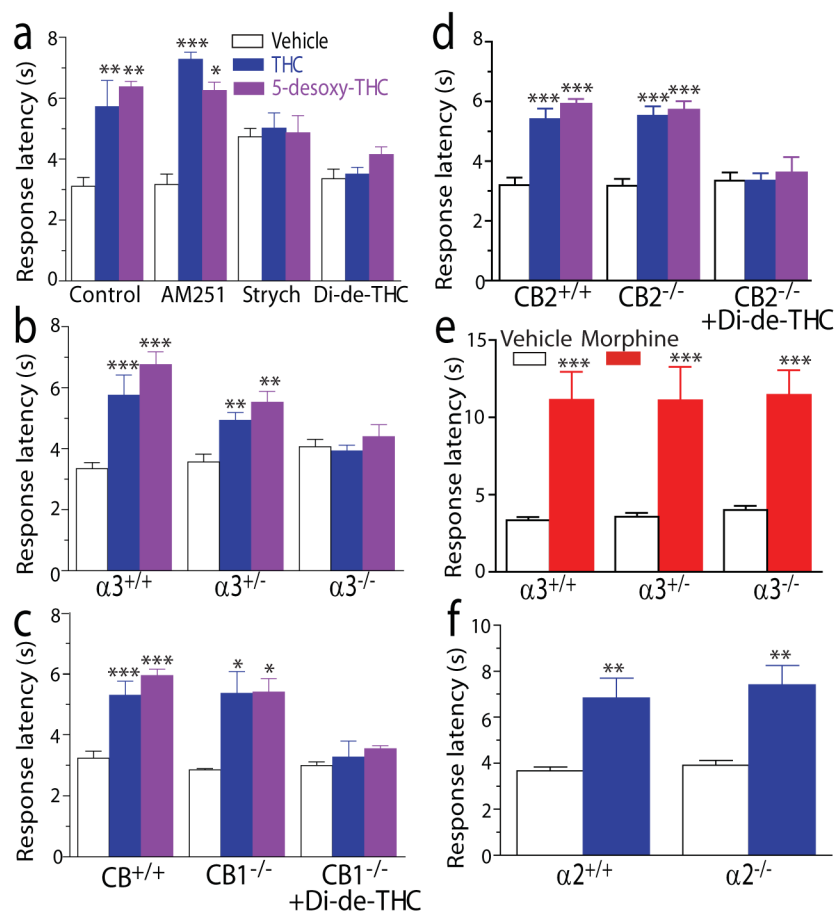 a
Response latency (s)
8
6
4
2
0
** **
*** *
Vehicle
THC
5-desoxy-THC
Control AM251 Strych Di-de-THC
b
Response latency (s)
8
6
4
2
0
*** ***
** **
α3+/+ α3+/- α3-/-
c
Response latency (s)
8
6
4
2
0
*** ***
* *
CB+/+ CB1-/- CB1-/-
+Di-de-THC
d
Response latency (s)
8
6
4
2
0
*** ***
*** ***
CB2+/+ CB2-/- CB2-/-
+Di-de-THC
e
Response latency (s)
15
10
5
0
Vehicle Morphine
*** *** ***
α3+/+ α3+/- α3-/-
f
Response latency (s)
10
8
6
4
2
0
** **
α2+/+ α2-/-